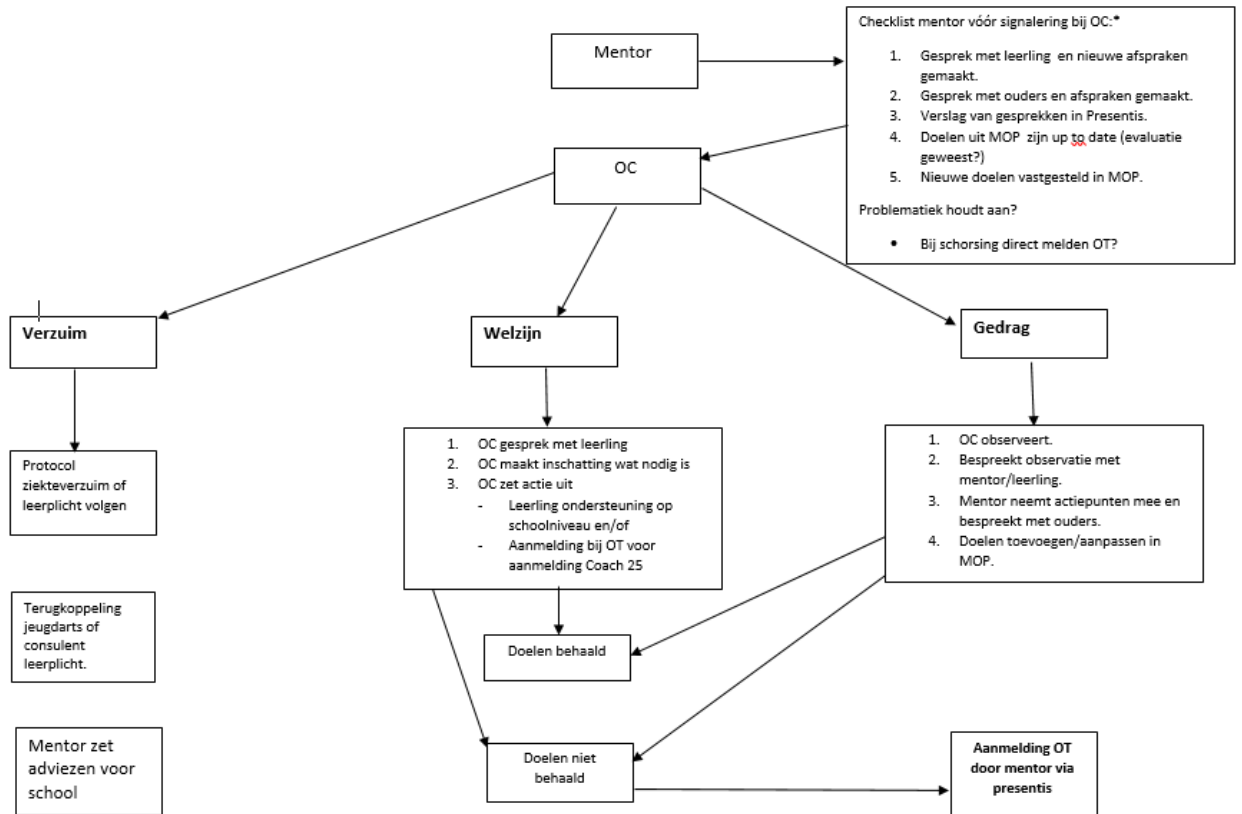 Mentor
Checklist mentor vóór signalering bij OC:*
1. Gesprek met leerling en nieuwe afspraken
gemaakt.
2. Gesprek met ouders en afspraken gemaakt.
3. Verslag van gesprekken in Presentis.
4. Doelen uit MOP zijn up to date (evaluatie
geweest?)
5. Nieuwe doelen vastgesteld in MOP.
Problematiek houdt aan?
• Bij schorsing direct melden OT?
OC
Verzuim
Welzijn
Gedrag
Protocol
ziekteverzuim of
leerplicht volgen
1. OC gesprek met leerling
2. OC maakt inschatting wat nodig is
3. OC zet actie uit
- Leerling ondersteuning op
schoolniveau en/of
- Aanmelding bij OT voor
aanmelding Coach 25
1. OC observeert.
2. Bespreekt observatie met
mentor/leerling.
3. Mentor neemt actiepunten mee en
bespreekt met ouders.
4. Doelen toevoegen/aanpassen in
MOP.
Terugkoppeling
jeugdarts of
consulent
leerplicht.
Doelen behaald
Mentor zet
adviezen voor
school
Doelen niet
behaald
Aanmelding OT
door mentor via
presentis